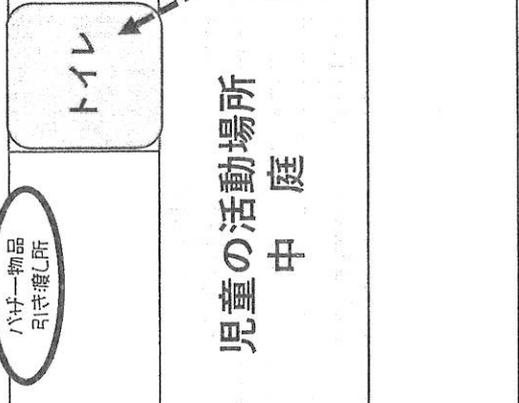 トイレ
バザー物品
引き渡し所
児童の活動場所
中庭